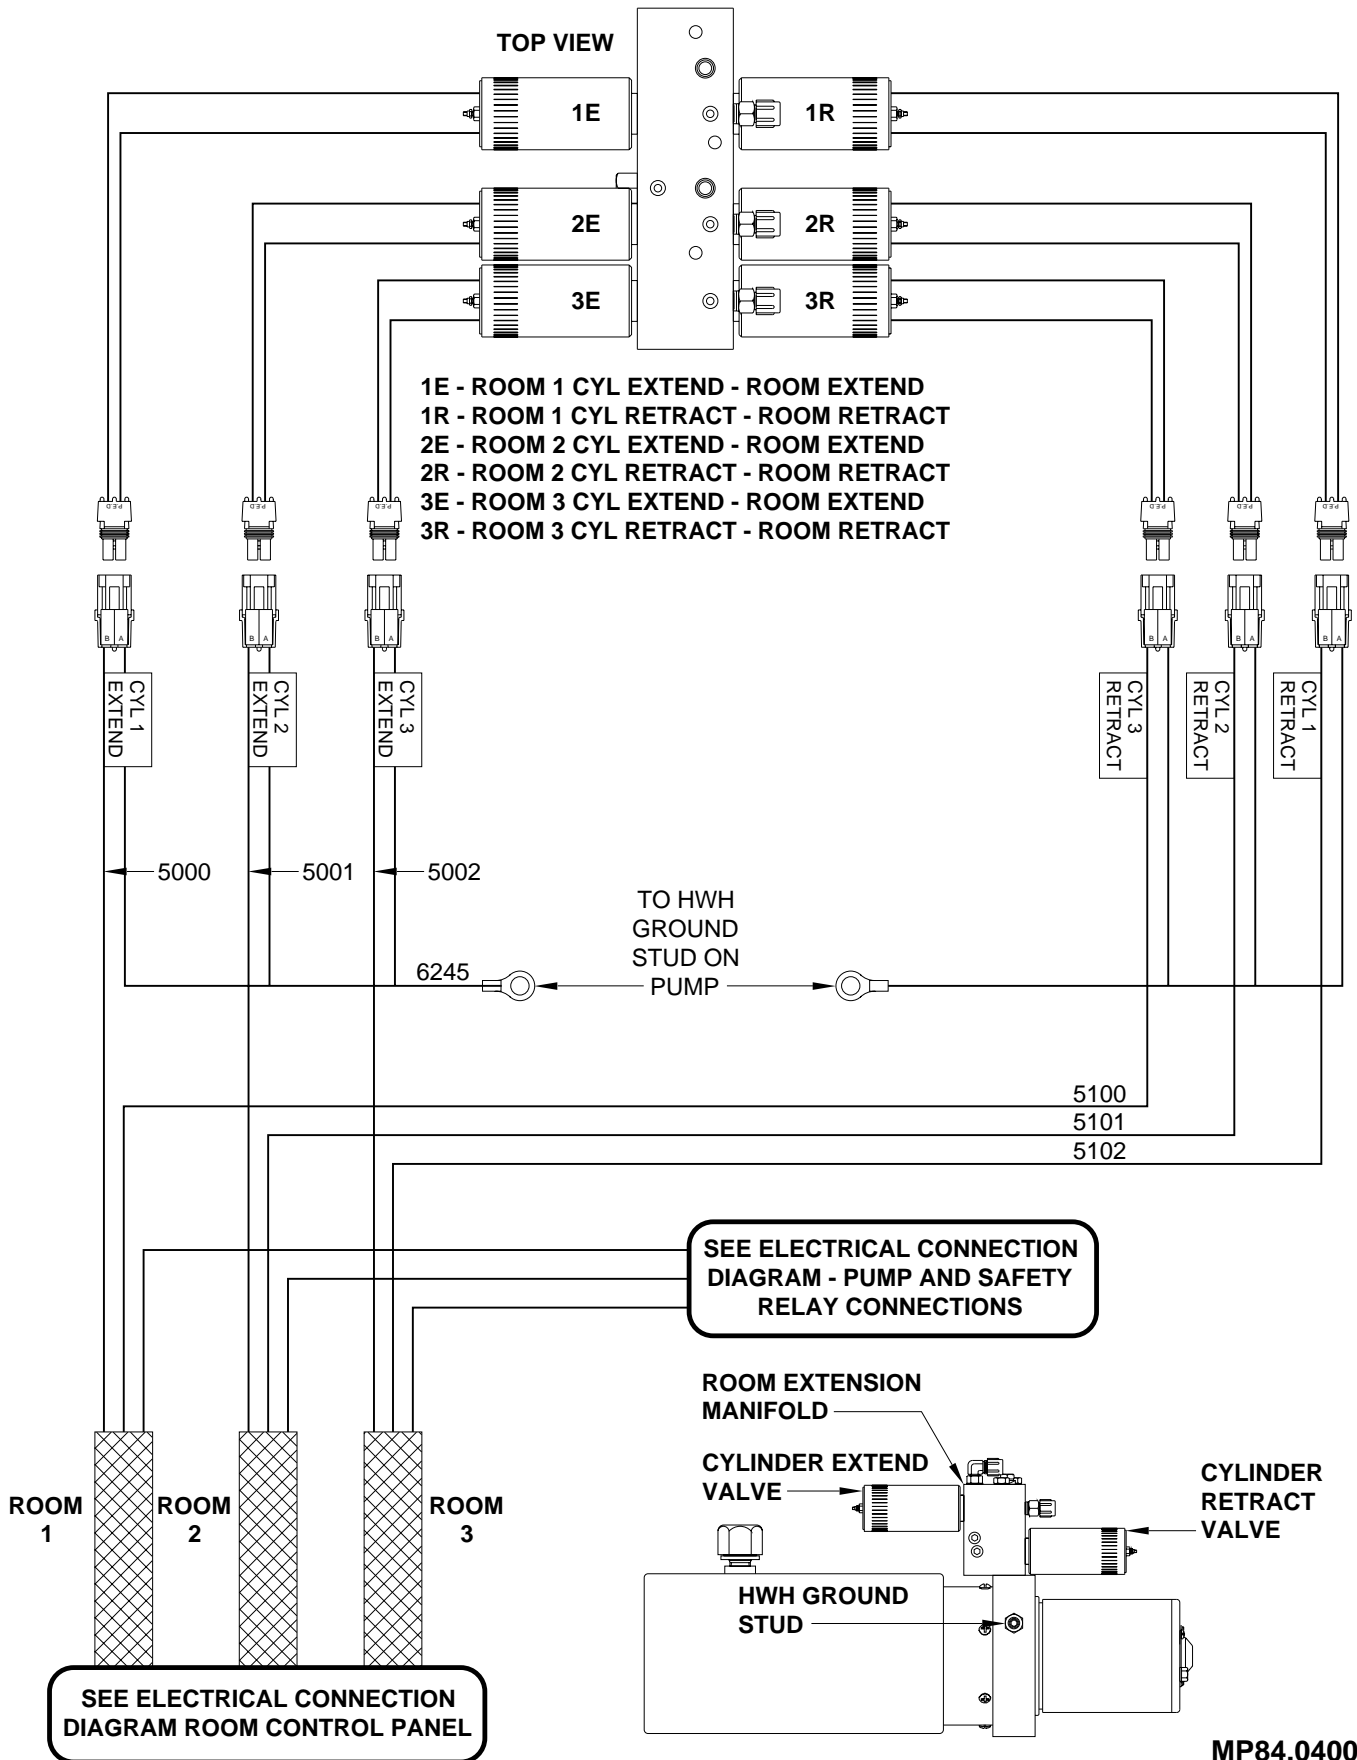 TOP VIEW
1E
1R
2E
2R
3E
3R
1E - ROOM 1 CYL EXTEND - ROOM EXTEND
1R - ROOM 1 CYL RETRACT - ROOM RETRACT
2E - ROOM 2 CYL EXTEND - ROOM EXTEND
2R - ROOM 2 CYL RETRACT - ROOM RETRACT
3E - ROOM 3 CYL EXTEND - ROOM EXTEND
3R - ROOM 3 CYL RETRACT - ROOM RETRACT
P.E.D
P.E.D
P.E.D
P.E.D
P.E.D
P.E.D
B A
B A
B A
B A
B A
B A
CYL 1
EXTEND
CYL 2
EXTEND
CYL 3
EXTEND
CYL 3
RETRACT
CYL 2
RETRACT
CYL 1
RETRACT
5000
5001
5002
TO HWH
GROUND
STUD ON
PUMP
6245
5100
5101
5102
SEE ELECTRICAL CONNECTION
DIAGRAM - PUMP AND SAFETY
RELAY CONNECTIONS
ROOM EXTENSION
MANIFOLD
CYLINDER EXTEND
VALVE
CYLINDER
RETRACT
VALVE
ROOM
1
ROOM
2
ROOM
3
HWH GROUND
STUD
SEE ELECTRICAL CONNECTION
DIAGRAM ROOM CONTROL PANEL
MP84.0400